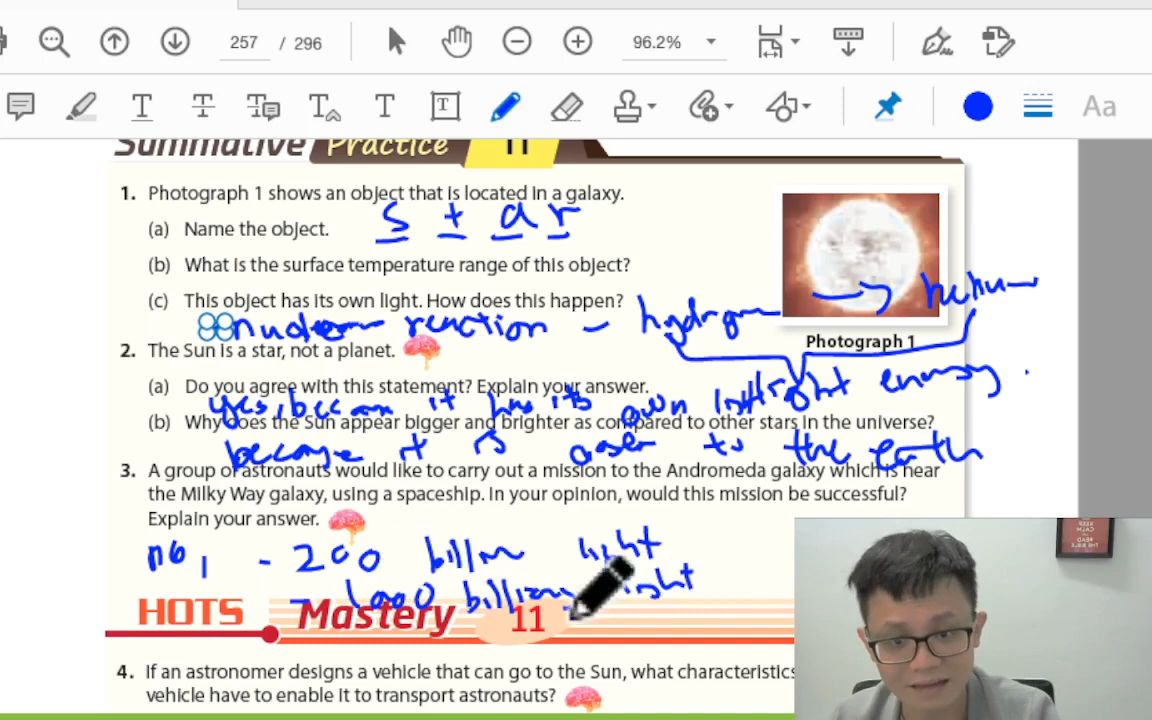 257 / 296
96.2%
T T T T T T Aa
Summative Practice 11
1. Photograph 1 shows an object that is located in a galaxy.
s t a r
(a) Name the object.
(b) What is the surface temperature range of this object?
(c) This object has its own light. How does this happen?
reaction - hydrogen → helium
Photograph 1
2. The Sun is a star, not a planet.
(a) Do you agree with this statement? Explain your answer.
light energy.
yes, because it has its own
(b) Why does the Sun appear bigger and brighter as compared to other stars in the universe?
because it is closer to the earth
3. A group of astronauts would like to carry out a mission to the Andromeda galaxy which is near
the Milky Way galaxy, using a spaceship. In your opinion, would this mission be successful?
Explain your answer.
no, - 200 billion light
- 1000 billion light
HOTS Mastery 11
4. If an astronomer designs a vehicle that can go to the Sun, what characteristics
vehicle have to enable it to transport astronauts?